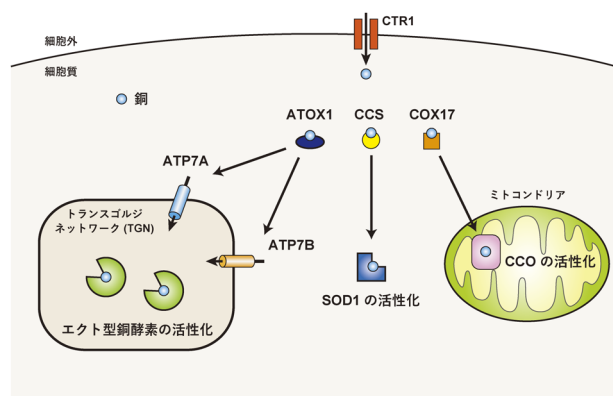 CTR1
細胞外
細胞質
銅
ATOX1
CCS
COX17
ATP7A
ミトコンドリア
トランスゴルジ
ネットワーク (TGN)
ATP7B
CCO の活性化
SOD1 の活性化
エクト型銅酵素の活性化